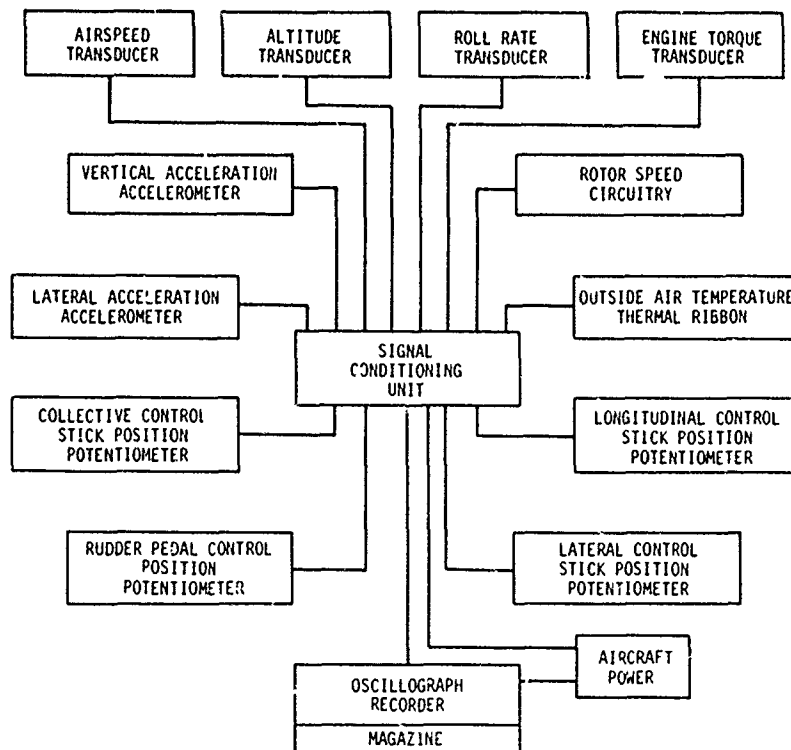 AIRSPEED
TRANSDUCER
ALTITUDE
TRANSDUCER
ROLL RATE
TRANSDUCER
ENGINE TORQUE
TRANSDUCER
VERTICAL ACCELERATION
ACCELEROMETER
ROTOR SPEED
CIRCUITRY
LATERAL ACCELERATION
ACCELEROMETER
OUTSIDE AIR TEMPERATURE
THERMAL RIBBON
SIGNAL
CONDITIONING
UNIT
COLLECTIVE CONTROL
STICK POSITION
POTENTIOMETER
LONGITUDINAL CONTROL
STICK POSITION
POTENTIOMETER
RUDDER PEDAL CONTROL
POSITION
POTENTIOMETER
LATERAL CONTROL
STICK POSITION
POTENTIOMETER
AIRCRAFT
POWER
OSCILLOGRAPH
RECORDER
MAGAZINE